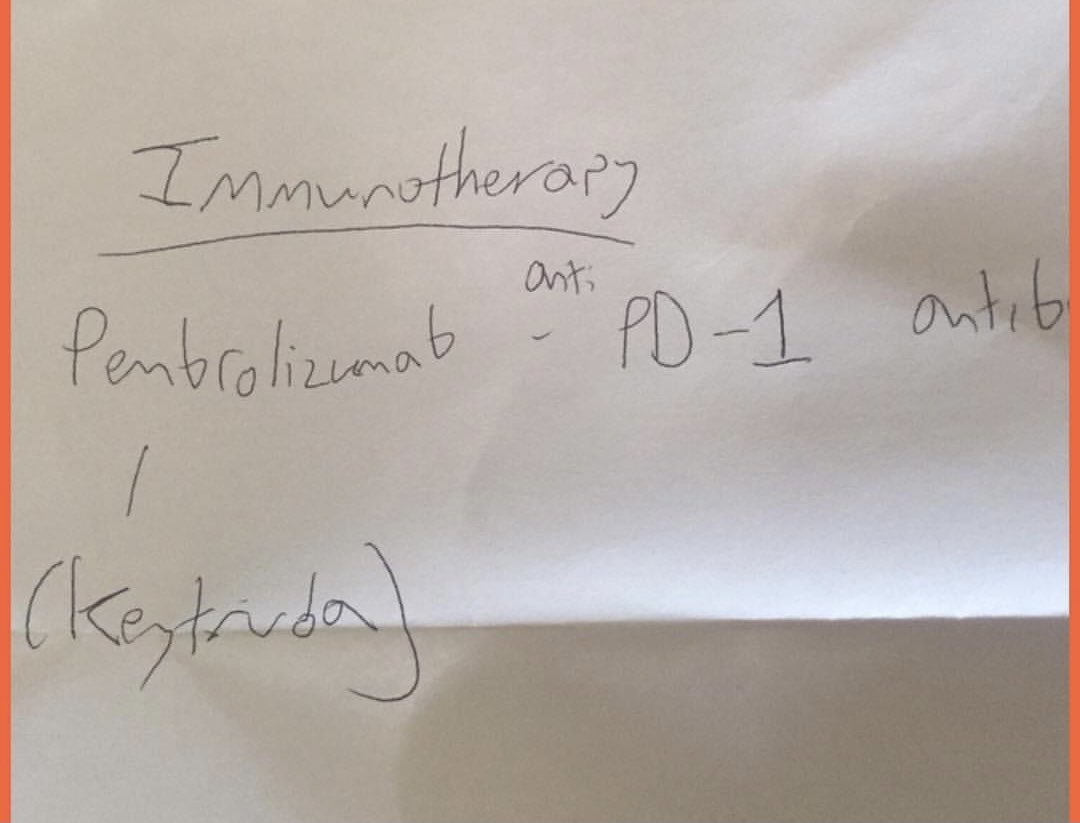 Immunotherapy
anti
Pembrolizumab - PD-1 antib
/
(Keytruda)